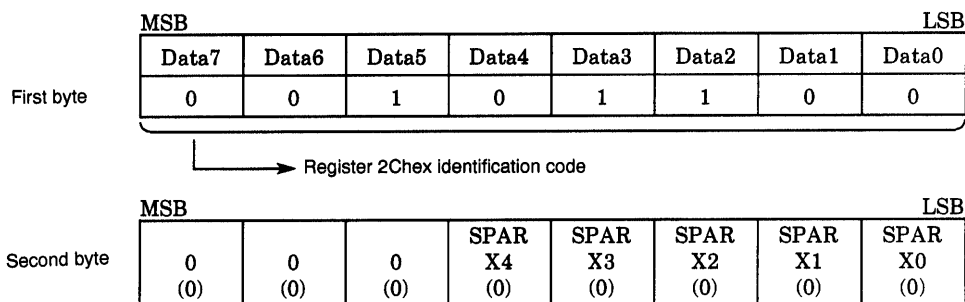 MSB LSB
Data7 Data6 Data5 Data4 Data3 Data2 Data1 Data0
First byte 0 0 1 0 1 1 0 0
Register 2Chex identification code
MSB LSB
SPAR SPAR SPAR SPAR SPAR
Second byte 0 0 0 X4 X3 X2 X1 X0
(0) (0) (0) (0) (0) (0) (0) (0)